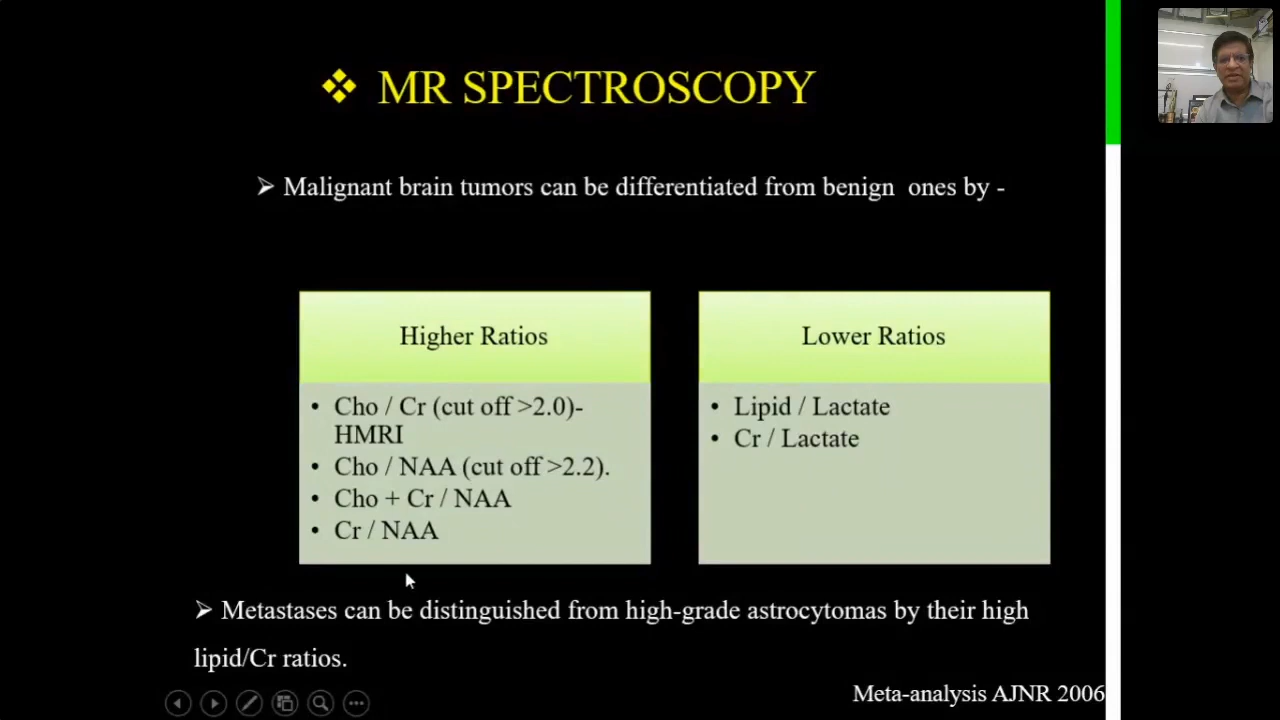 MR SPECTROSCOPY
Malignant brain tumors can be differentiated from benign ones by -
Higher Ratios
• Cho / Cr (cut off >2.0)-
HMRI
• Cho / NAA (cut off >2.2).
• Cho + Cr / NAA
• Cr / NAA
Lower Ratios
• Lipid / Lactate
• Cr / Lactate
Metastases can be distinguished from high-grade astrocytomas by their high
lipid/Cr ratios.
Meta-analysis AJNR 2006